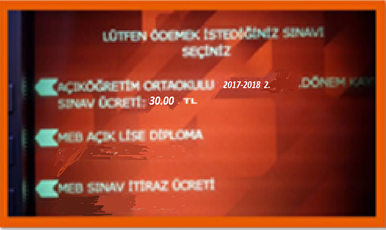 LÜTFEN ÖDEMEK İSTEDİĞİNİZ SINAVI
SEÇİNİZ
AÇIKÖĞRETİM ORTAOKULU 2017-2018 2. .DÖNEM KAYI
SINAV ÜCRETİ: 30.00 TL
MEB AÇIK LİSE DİPLOMA
MEB SINAV İTİRAZ ÜCRETİ